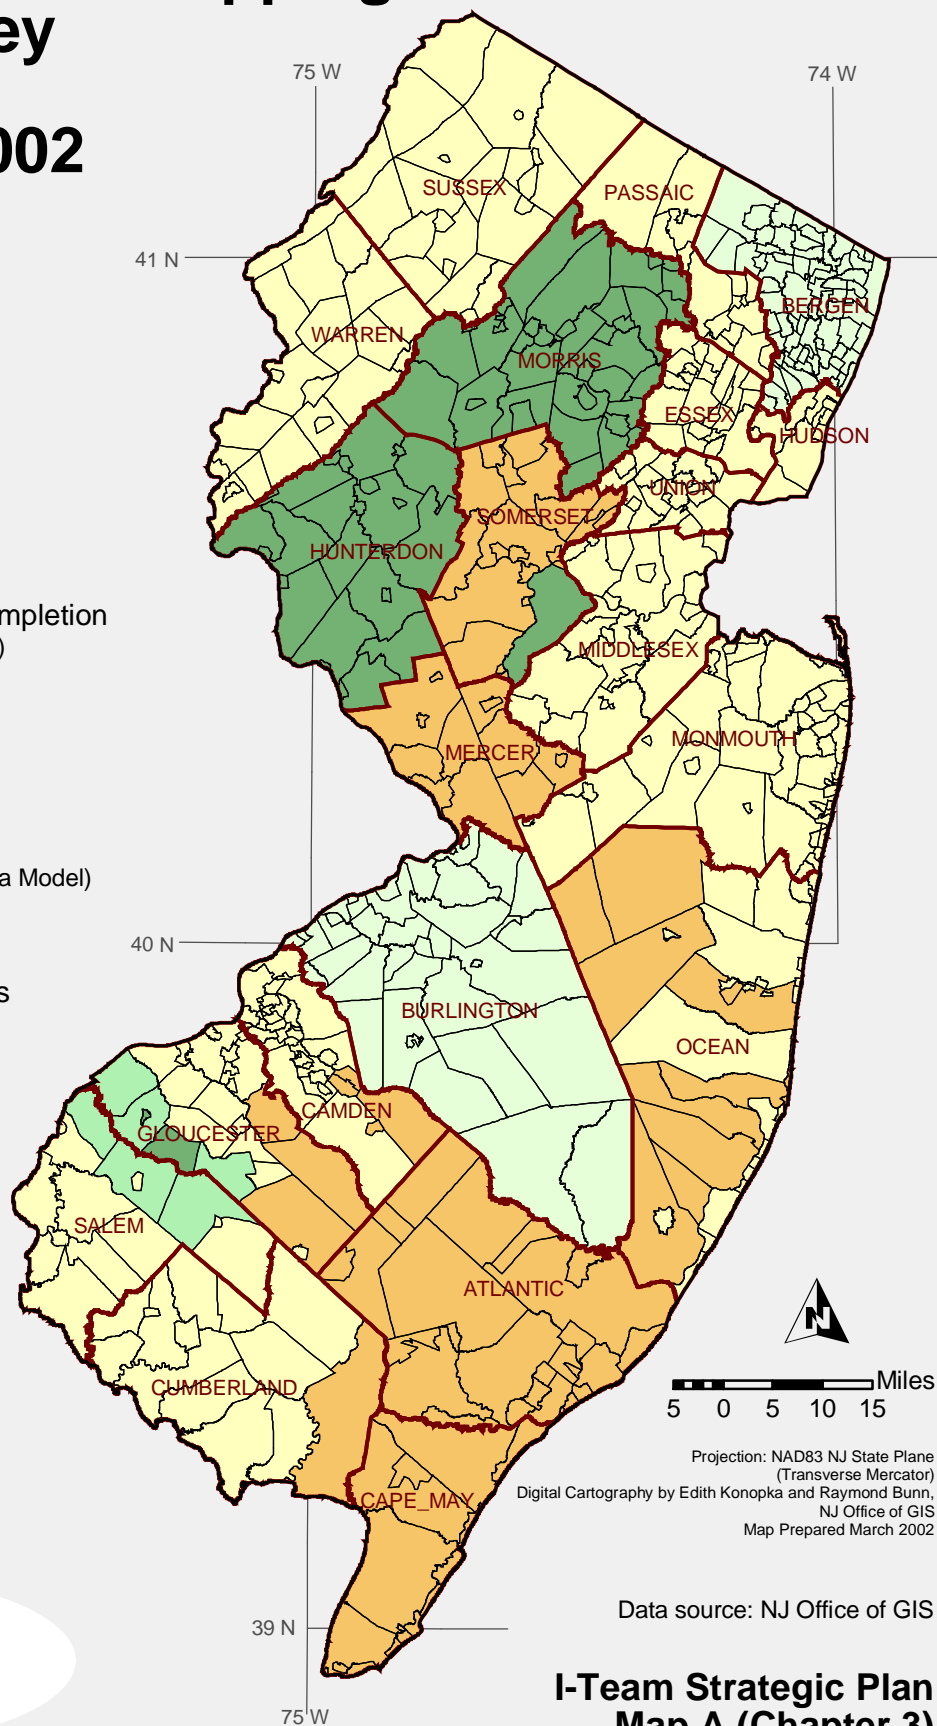 ey
002
75 W
74 W
SUSSEX
PASSAIC
41 N
BERGEN
WARREN
MORRIS
ESSEX
HUDSON
UNION
SOMERSET
HUNTERDON
mpletion
)
MIDDLESEX
MONMOUTH
MERCER
a Model)
40 N
s
BURLINGTON
OCEAN
CAMDEN
GLOUCESTER
SALEM
ATLANTIC
N
CUMBERLAND
Miles
5 0 5 10 15
Projection: NAD83 NJ State Plane
(Transverse Mercator)
Digital Cartography by Edith Konopka and Raymond Bunn,
NJ Office of GIS
Map Prepared March 2002
CAPE_MAY
Data source: NJ Office of GIS
39 N
I-Team Strategic Plan
Map A (Chapter 3)
75 W